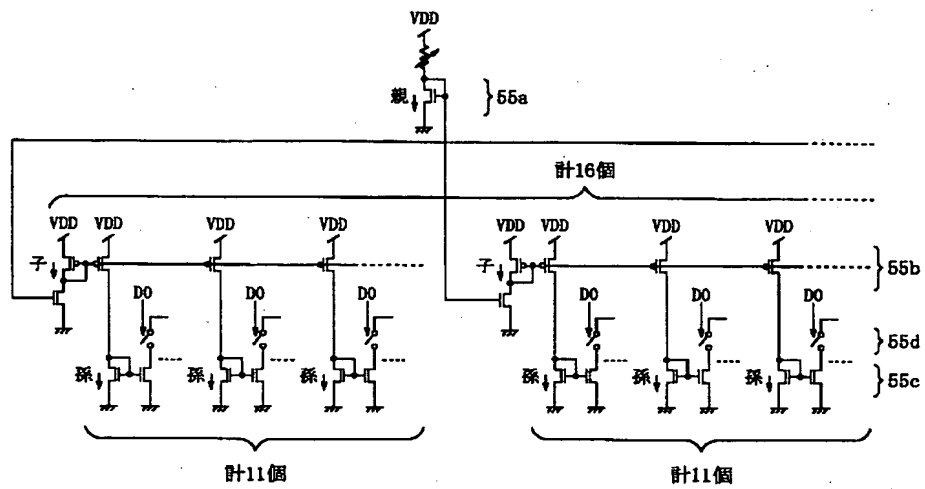 VDD
親
55a
計16個
VDD VDD VDD VDD VDD VDD VDD VDD
子 子
55b
DO DO DO DO DO DO
55d
孫 孫 孫 孫 孫 孫
55c
計11個 計11個